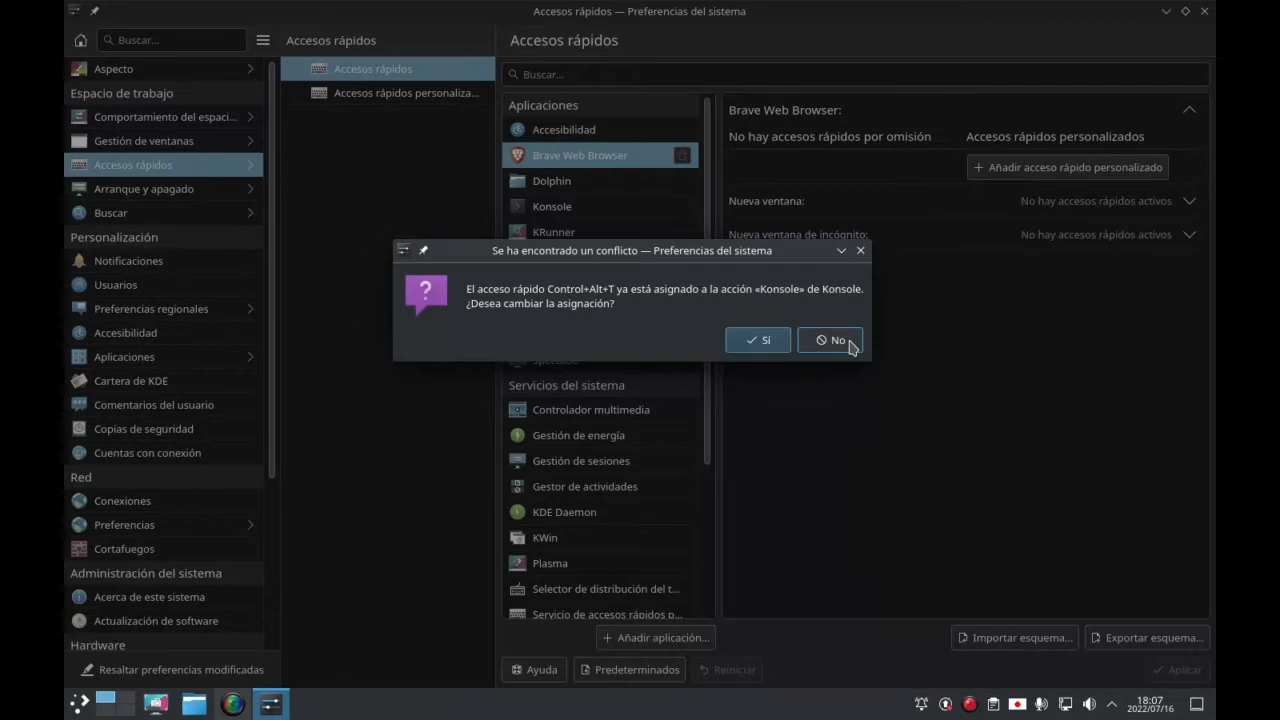 Accesos rápidos — Preferencias del sistema
Buscar...
Accesos rápidos
Accesos rápidos
Aspecto
Espacio de trabajo
Comportamiento del espaci...
Gestión de ventanas
Accesos rápidos
Arranque y apagado
Buscar
Personalización
Notificaciones
Usuarios
Preferencias regionales
Accesibilidad
Aplicaciones
Cartera de KDE
Comentarios del usuario
Copias de seguridad
Cuentas con conexión
Red
Conexiones
Preferencias
Cortafuegos
Administración del sistema
Acerca de este sistema
Actualización de software
Hardware
Resaltar preferencias modificadas
Accesos rápidos
Accesos rápidos personaliza...
Buscar...
Aplicaciones
Accesibilidad
Brave Web Browser
Dolphin
Konsole
KRunner
Spectacle
Servicios del sistema
Controlador multimedia
Gestión de energía
Gestión de sesiones
Gestor de actividades
KDE Daemon
KWin
Plasma
Selector de distribución del t...
Servicio de accesos rápidos p...
Añadir aplicación...
Brave Web Browser:
No hay accesos rápidos por omisión
Accesos rápidos personalizados
Añadir acceso rápido personalizado
Nueva ventana:
No hay accesos rápidos activos
Nueva ventana de incógnito:
No hay accesos rápidos activos
Se ha encontrado un conflicto — Preferencias del sistema
El acceso rápido Control+Alt+T ya está asignado a la acción «Konsole» de Konsole.
¿Desea cambiar la asignación?
Sí
No
Importar esquema...
Exportar esquema...
Ayuda
Predeterminados
Reiniciar
Aplicar
18:07
2022/07/16